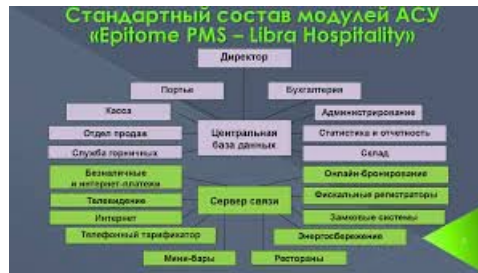 Стандартный состав модулей АСУ
«Epitome PMS – Libra Hospitality»
Директор
Портье
Бухгалтерия
Касса
Администрирование
Отдел продаж
Центральная
база данных
Статистика и отчетность
Служба горничных
Склад
Безналичные
и интернет-платежи
Онлайн-бронирование
Телевидение
Сервер связи
Фискальные регистраторы
Интернет
Замковые системы
Телефонный тарификатор
Энергосбережение
Мини-бары
Рестораны